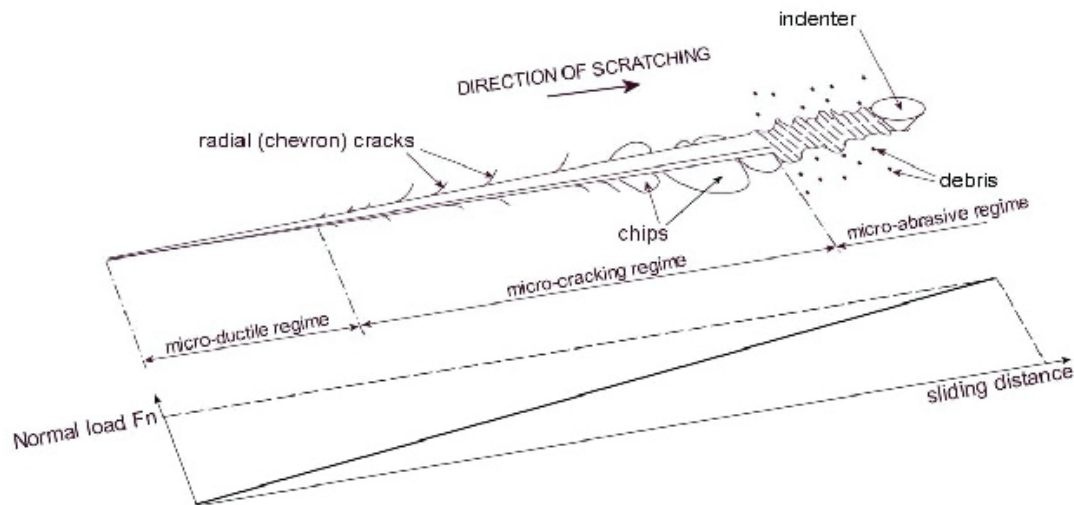 indenter
DIRECTION OF SCRATCHING
radial (chevron) cracks
debris
chips
micro-abrasive regime
micro-cracking regime
micro-ductile regime
Normal load Fn
sliding distance